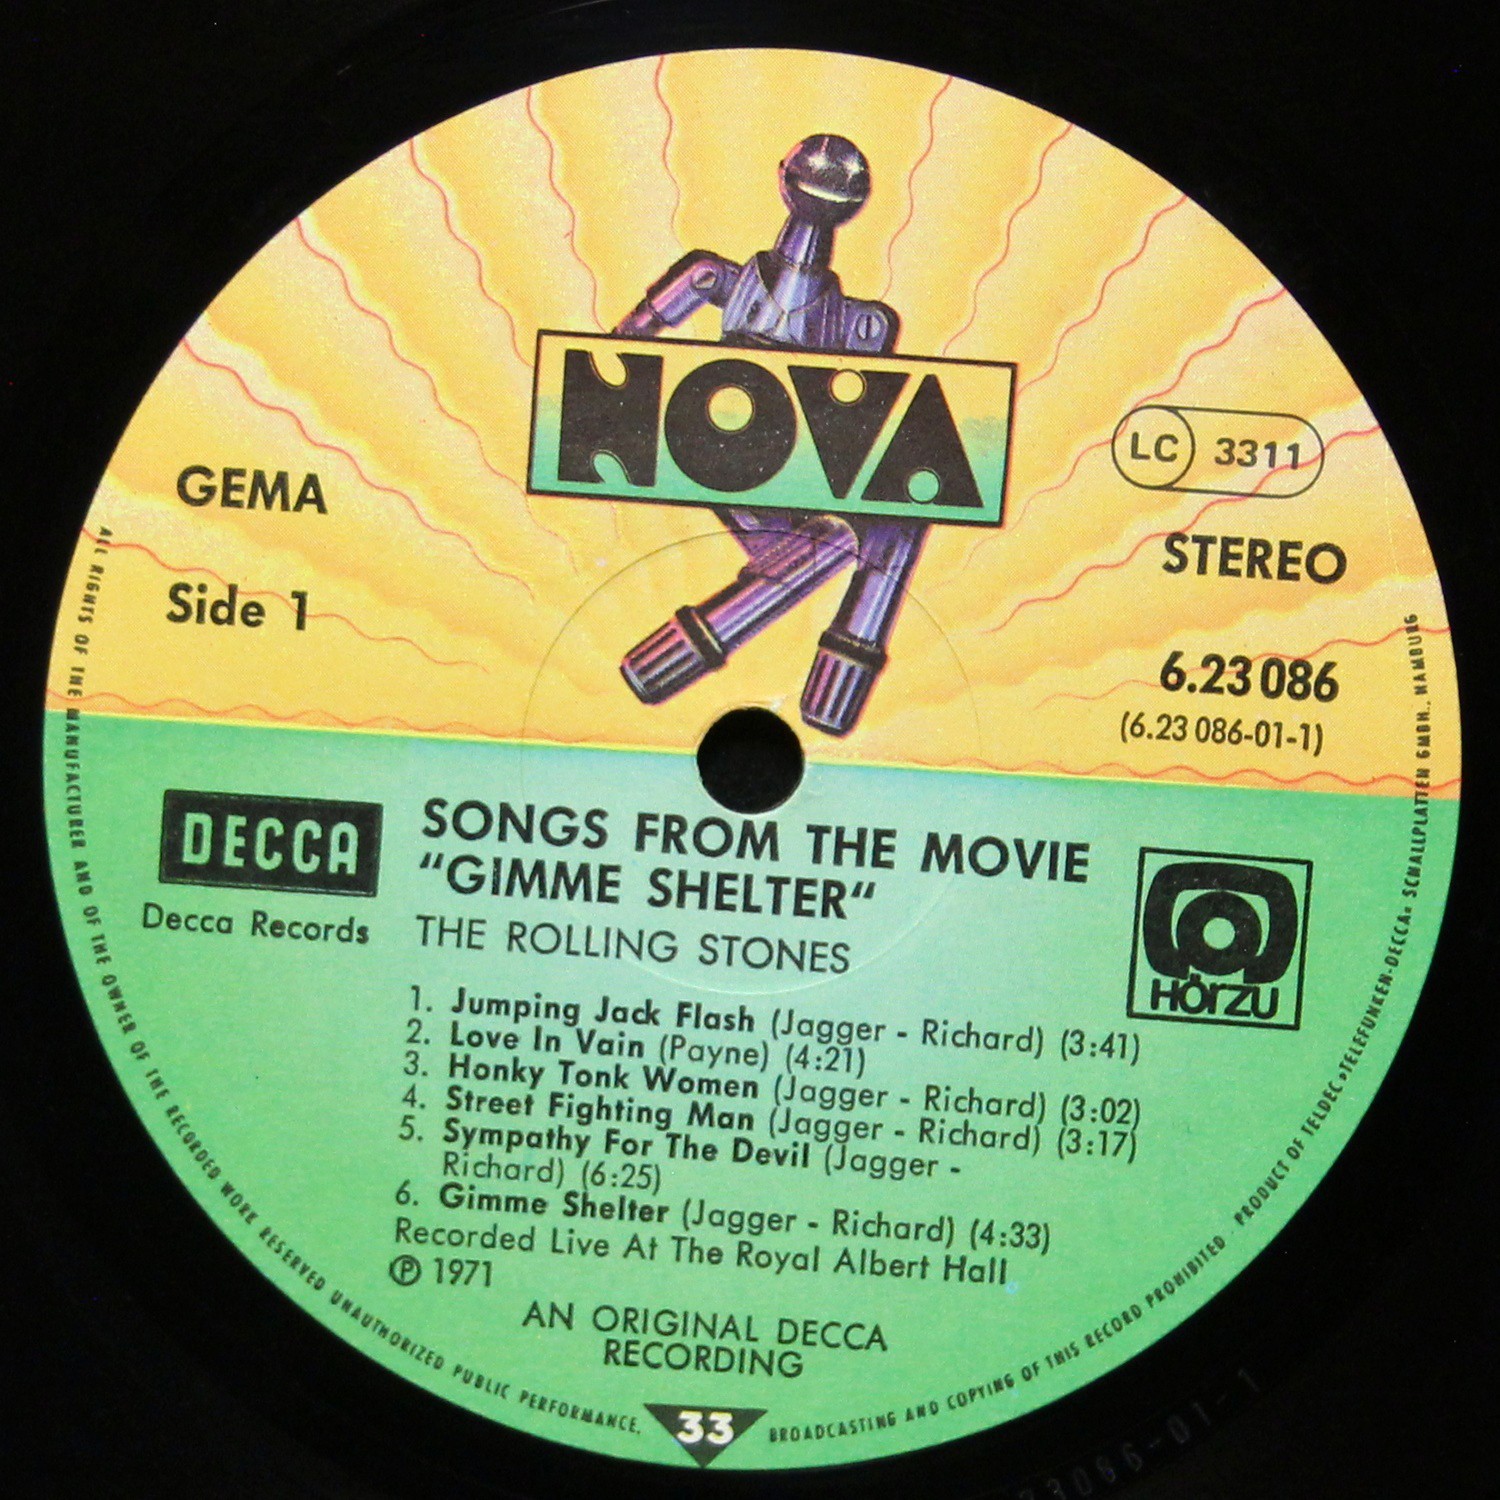 NOVA
GEMA
LC 3311
Side 1
STEREO
6.23 086
(6.23 086-01-1)
DECCA
Decca Records
SONGS FROM THE MOVIE
"GIMME SHELTER"
THE ROLLING STONES
HÖRZU
1. Jumping Jack Flash (Jagger - Richard) (3:41)
2. Love In Vain (Payne) (4:21)
3. Honky Tonk Women (Jagger - Richard) (3:02)
4. Street Fighting Man (Jagger - Richard) (3:17)
5. Sympathy For The Devil (Jagger -
Richard) (6:25)
6. Gimme Shelter (Jagger - Richard) (4:33)
Recorded Live At The Royal Albert Hall
℗ 1971
AN ORIGINAL DECCA
RECORDING
33
ALL RIGHTS OF THE MANUFACTURER AND OF THE OWNER OF THE RECORDED WORK RESERVED UNAUTHORIZED PUBLIC PERFORMANCE, BROADCASTING AND COPYING OF THIS RECORD PROHIBITED · PRODUCT OF TELDEC »TELEFUNKEN-DECCA« SCHALLPLATTEN GMBH., HAMBURG
23086-01-1